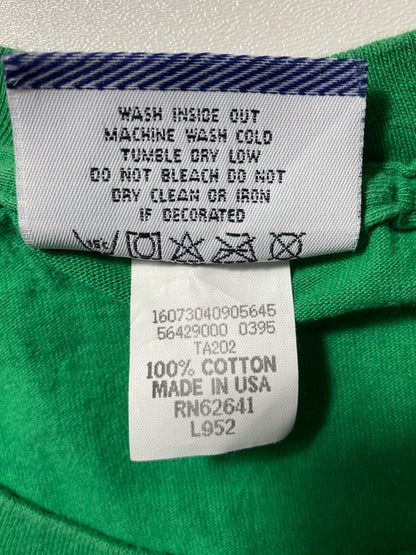 WASH INSIDE OUT
MACHINE WASH COLD
TUMBLE DRY LOW
DO NOT BLEACH DO NOT
DRY CLEAN OR IRON
IF DECORATED
16073040905645
56429000 0395
TA202
100% COTTON
MADE IN USA
RN62641
L952